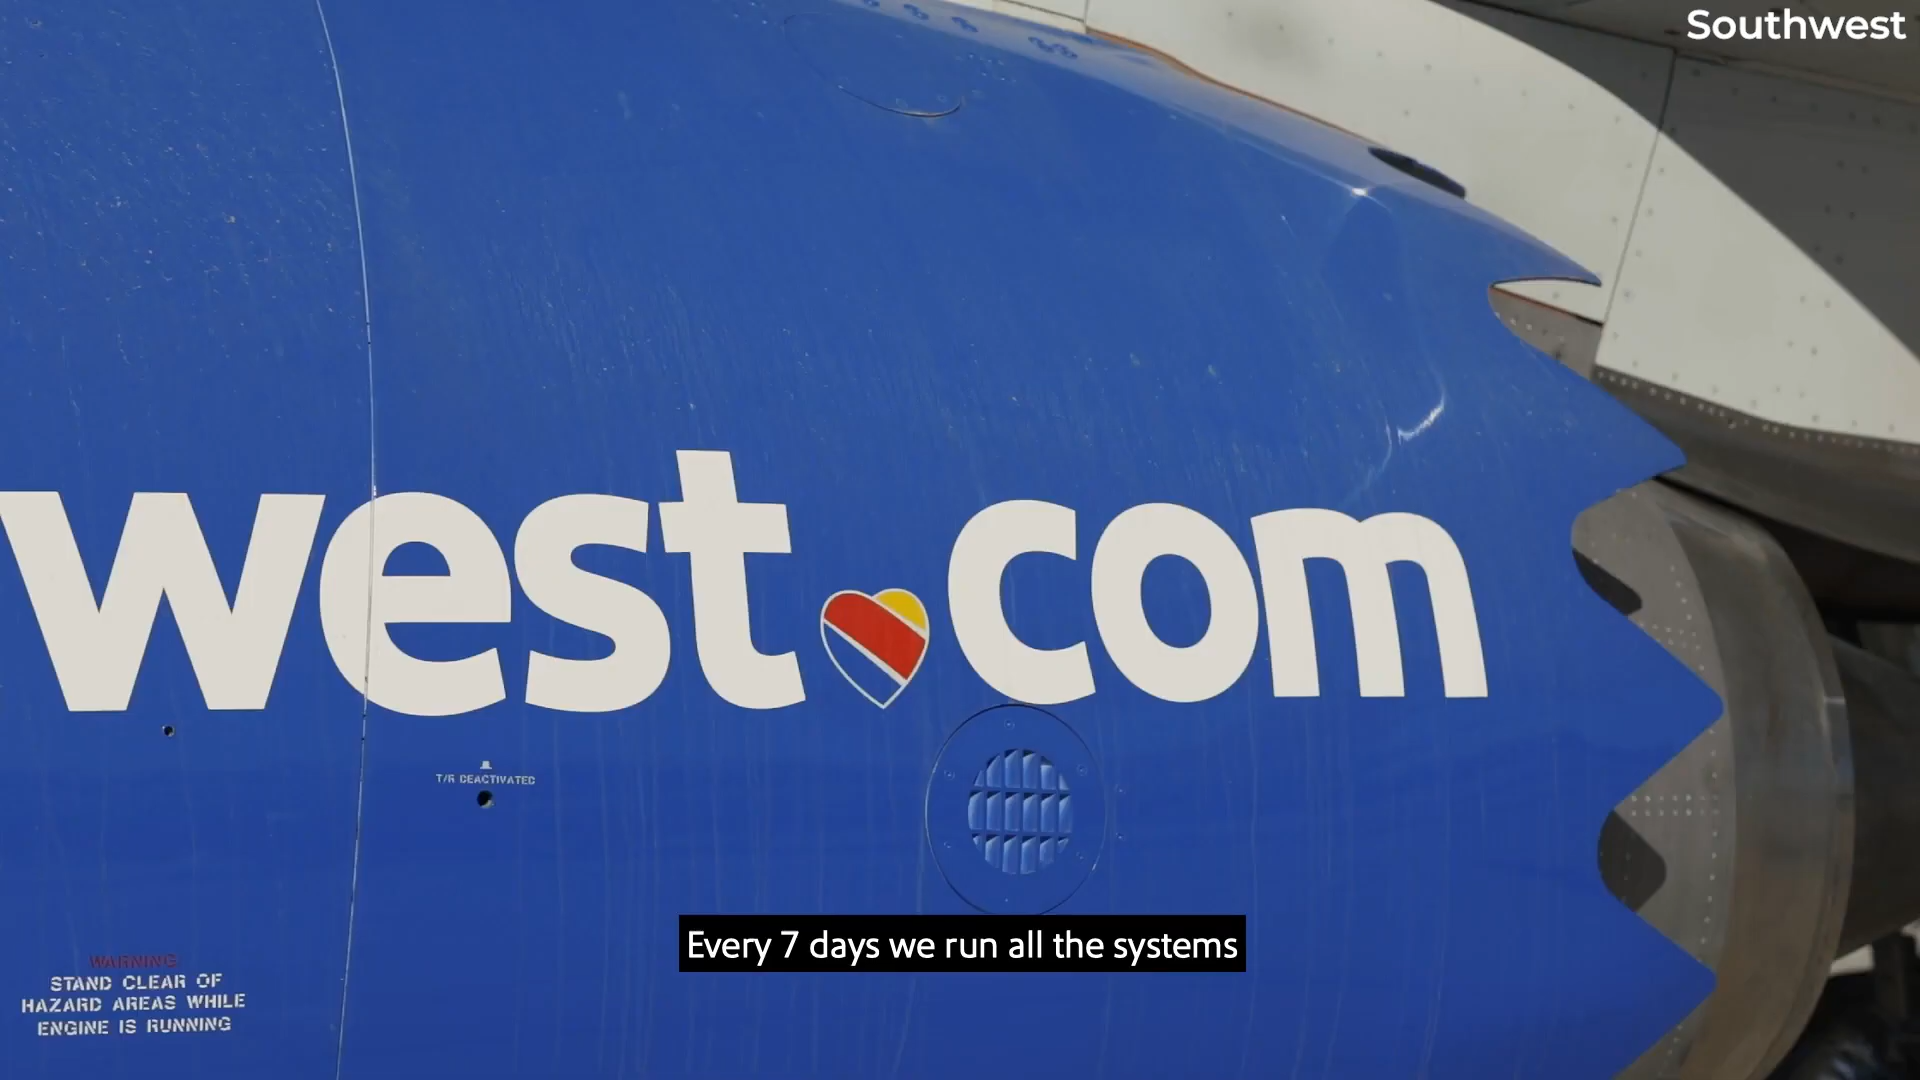 Southwest
west.com
T/R DEACTIVATED
WARNING
STAND CLEAR OF
HAZARD AREAS WHILE
ENGINE IS RUNNING
Every 7 days we run all the systems